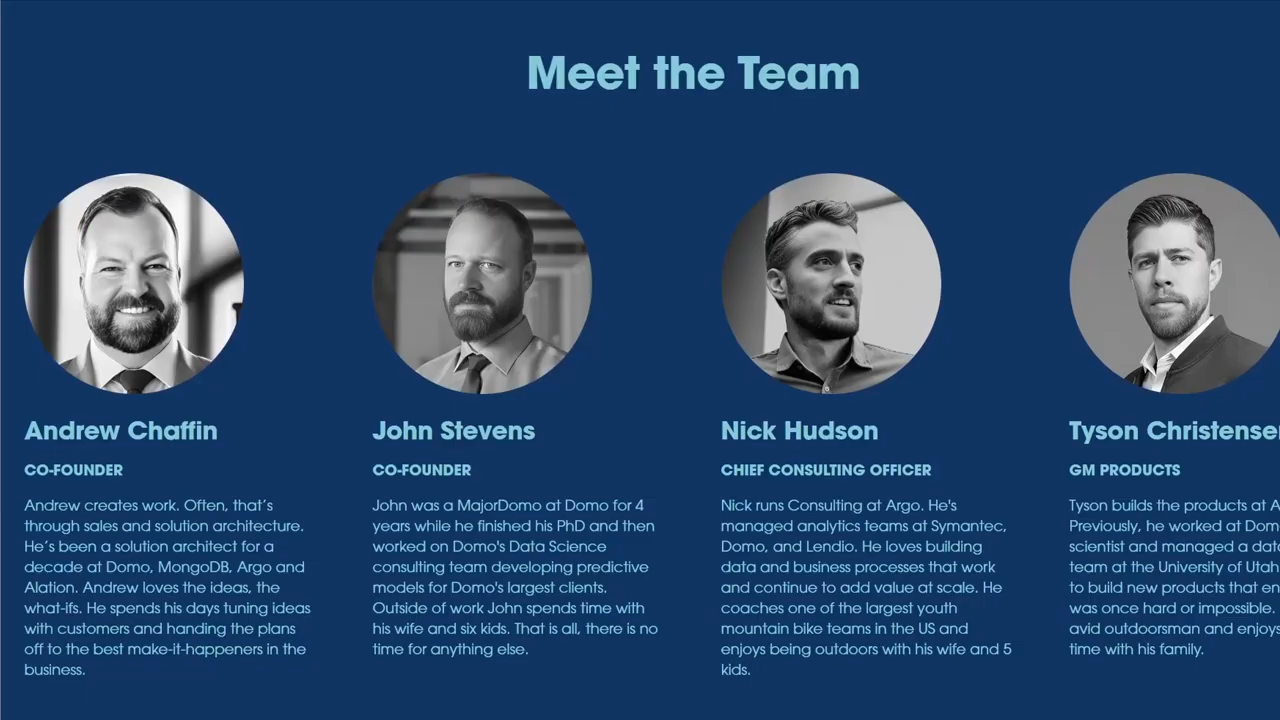 Meet the Team
Andrew Chaffin
CO-FOUNDER
Andrew creates work. Often, that's
through sales and solution architecture.
He's been a solution architect for a
decade at Domo, MongoDB, Argo and
Alation. Andrew loves the ideas, the
what-ifs. He spends his days tuning ideas
with customers and handing the plans
off to the best make-it-happeners in the
business.
John Stevens
CO-FOUNDER
John was a MajorDomo at Domo for 4
years while he finished his PhD and then
worked on Domo's Data Science
consulting team developing predictive
models for Domo's largest clients.
Outside of work John spends time with
his wife and six kids. That is all, there is no
time for anything else.
Nick Hudson
CHIEF CONSULTING OFFICER
Nick runs Consulting at Argo. He's
managed analytics teams at Symantec,
Domo, and Lendio. He loves building
data and business processes that work
and continue to add value at scale. He
coaches one of the largest youth
mountain bike teams in the US and
enjoys being outdoors with his wife and 5
kids.
Tyson
GM PRODUCTS
Tyson builds the products at
Previously, he worked at
scientist and managed a
team at the University of Utah
to build new products that
was once hard or impossible.
avid outdoorsman and enjoys
time with his family.